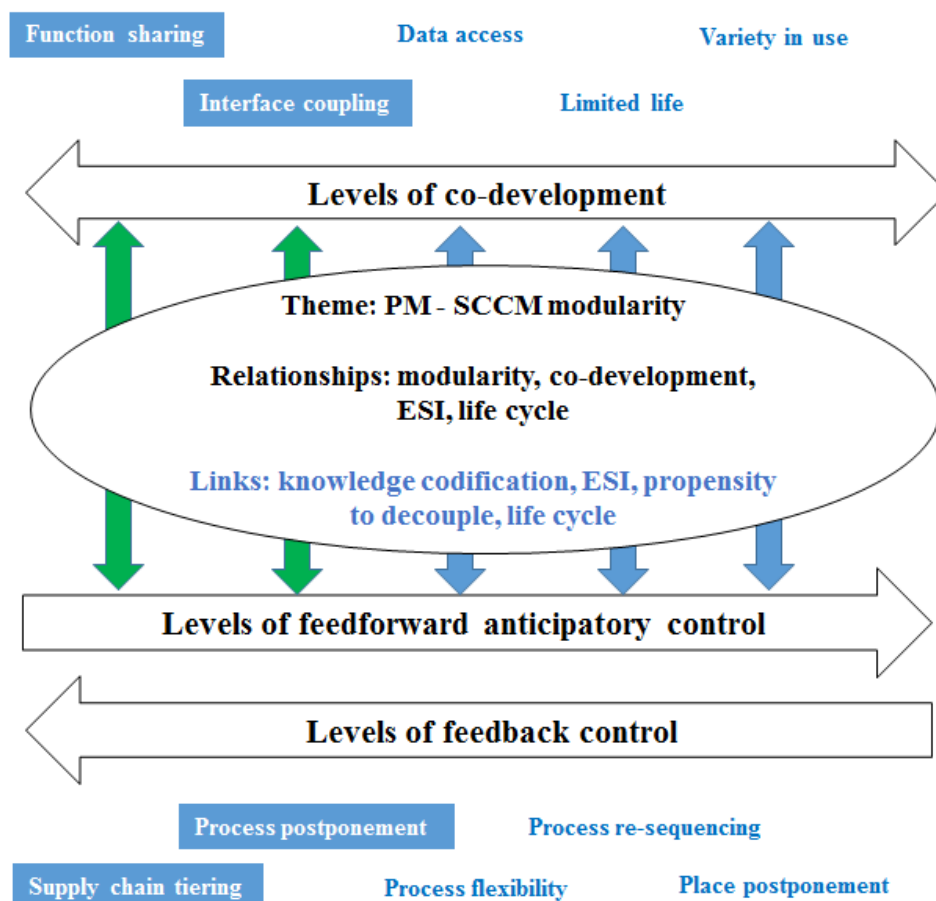 Function sharing Data access Variety in use
Interface coupling Limited life
Levels of co-development
Theme: PM - SCCM modularity
Relationships: modularity, co-development,
ESI, life cycle
Links: knowledge codification, ESI, propensity
to decouple, life cycle
Levels of feedforward anticipatory control
Levels of feedback control
Process postponement Process re-sequencing
Supply chain tiering Process flexibility Place postponement